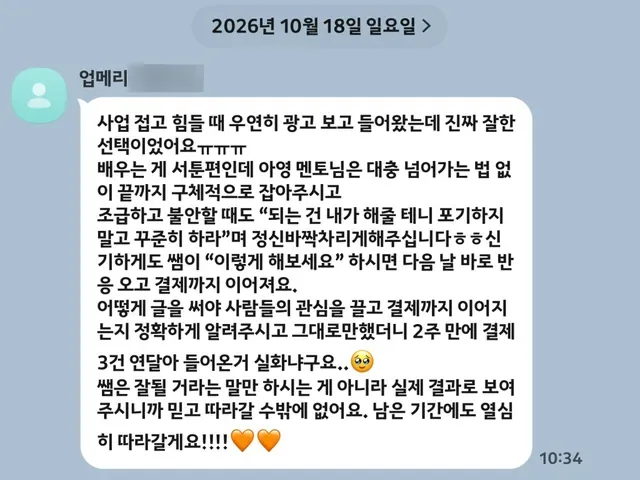 2026년 10월 18일 일요일 >
업메리
사업 접고 힘들 때 우연히 광고 보고 들어왔는데 진짜 잘한
선택이었어요ㅠㅠㅠ
배우는 게 서툰편인데 아영 멘토님은 대충 넘어가는 법 없
이 끝까지 구체적으로 잡아주시고
조급하고 불안할 때도 “되는 건 내가 해줄 테니 포기하지
말고 꾸준히 하라”며 정신바짝차리게해주십니다ㅎㅎ신
기하게도 쌤이 “이렇게 해보세요” 하시면 다음 날 바로 반
응 오고 결제까지 이어져요.
어떻게 글을 써야 사람들의 관심을 끌고 결제까지 이어지
는지 정확하게 알려주시고 그대로만했더니 2주 만에 결제
3건 연달아 들어온거 실화냐구요..🥹
쌤은 잘될 거라는 말만 하시는 게 아니라 실제 결과로 보여
주시니까 믿고 따라갈 수밖에 없어요. 남은 기간에도 열심
히 따라갈게요!!!!🧡🧡
10:34